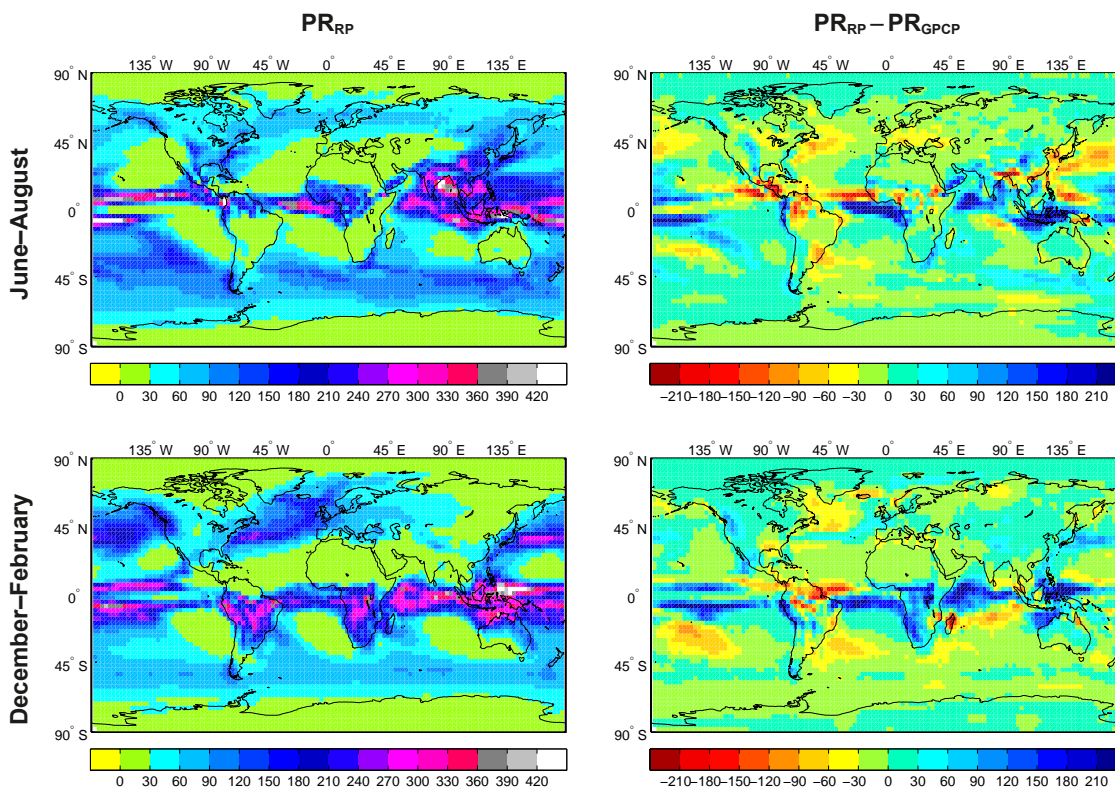 PR_RP
PR_RP − PR_GPCP
June–August
135° W 90° W 45° W 0° 45° E 90° E 135° E
90° N
45° N
0°
45° S
90° S
0 30 60 90 120 150 180 210 240 270 300 330 360 390 420
135° W 90° W 45° W 0° 45° E 90° E 135° E
90° N
45° N
0°
45° S
90° S
−210 −180 −150 −120 −90 −60 −30 0 30 60 90 120 150 180 210
December–February
135° W 90° W 45° W 0° 45° E 90° E 135° E
90° N
45° N
0°
45° S
90° S
0 30 60 90 120 150 180 210 240 270 300 330 360 390 420
135° W 90° W 45° W 0° 45° E 90° E 135° E
90° N
45° N
0°
45° S
90° S
−210 −180 −150 −120 −90 −60 −30 0 30 60 90 120 150 180 210